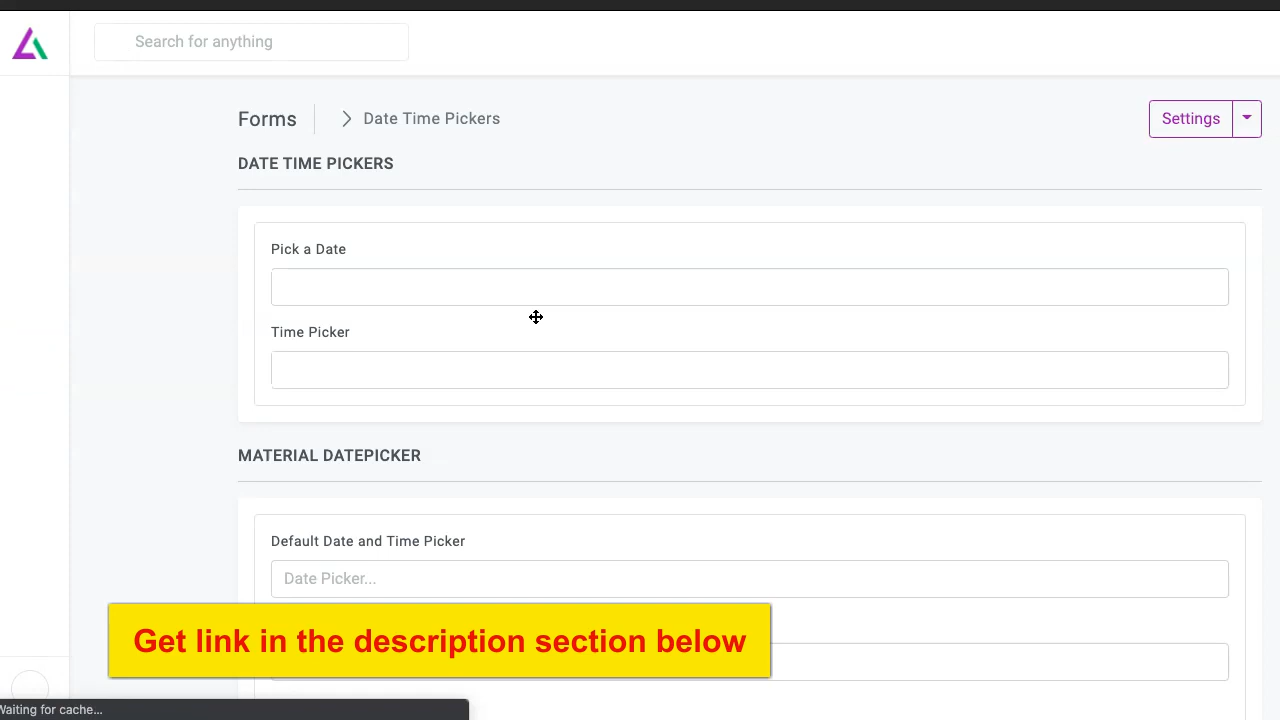 Search for anything
Forms
Date Time Pickers
Settings
DATE TIME PICKERS
Pick a Date
Time Picker
MATERIAL DATEPICKER
Default Date and Time Picker
Date Picker...
Get link in the description section below
Waiting for cache...